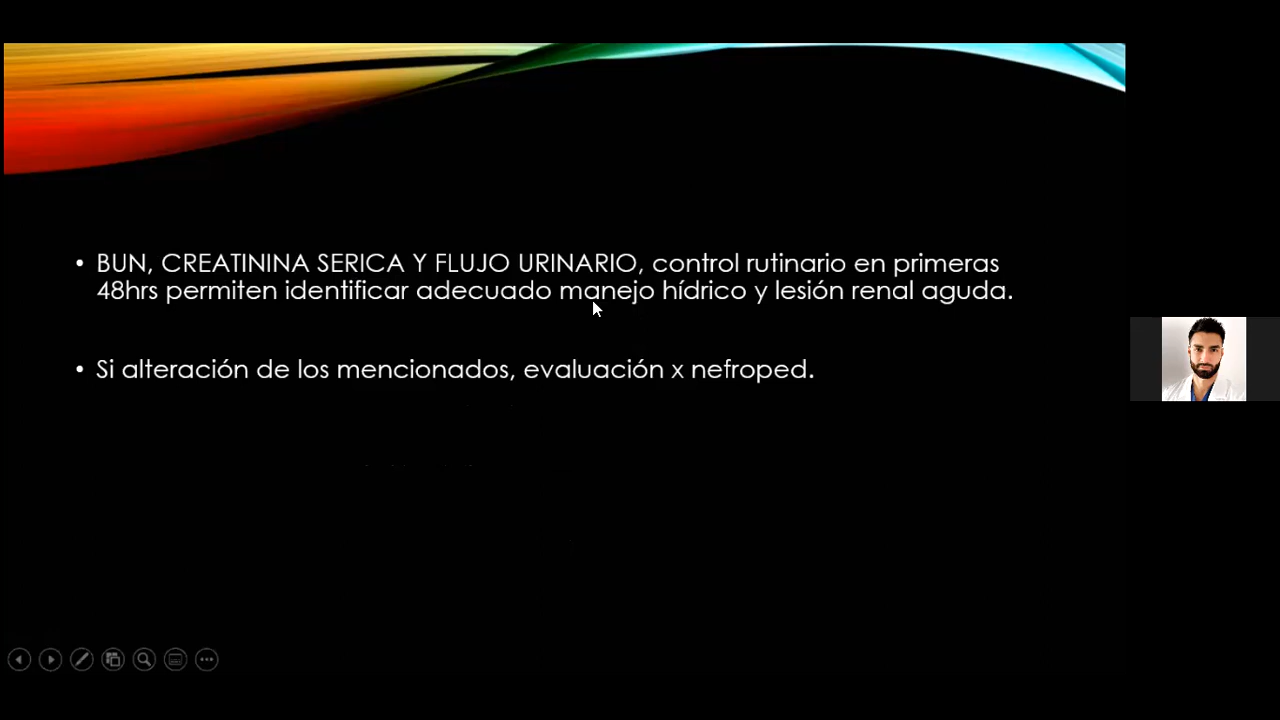 • BUN, CREATININA SERICA Y FLUJO URINARIO, control rutinario en primeras
48hrs permiten identificar adecuado manejo hídrico y lesión renal aguda.
• Si alteración de los mencionados, evaluación x nefroped.